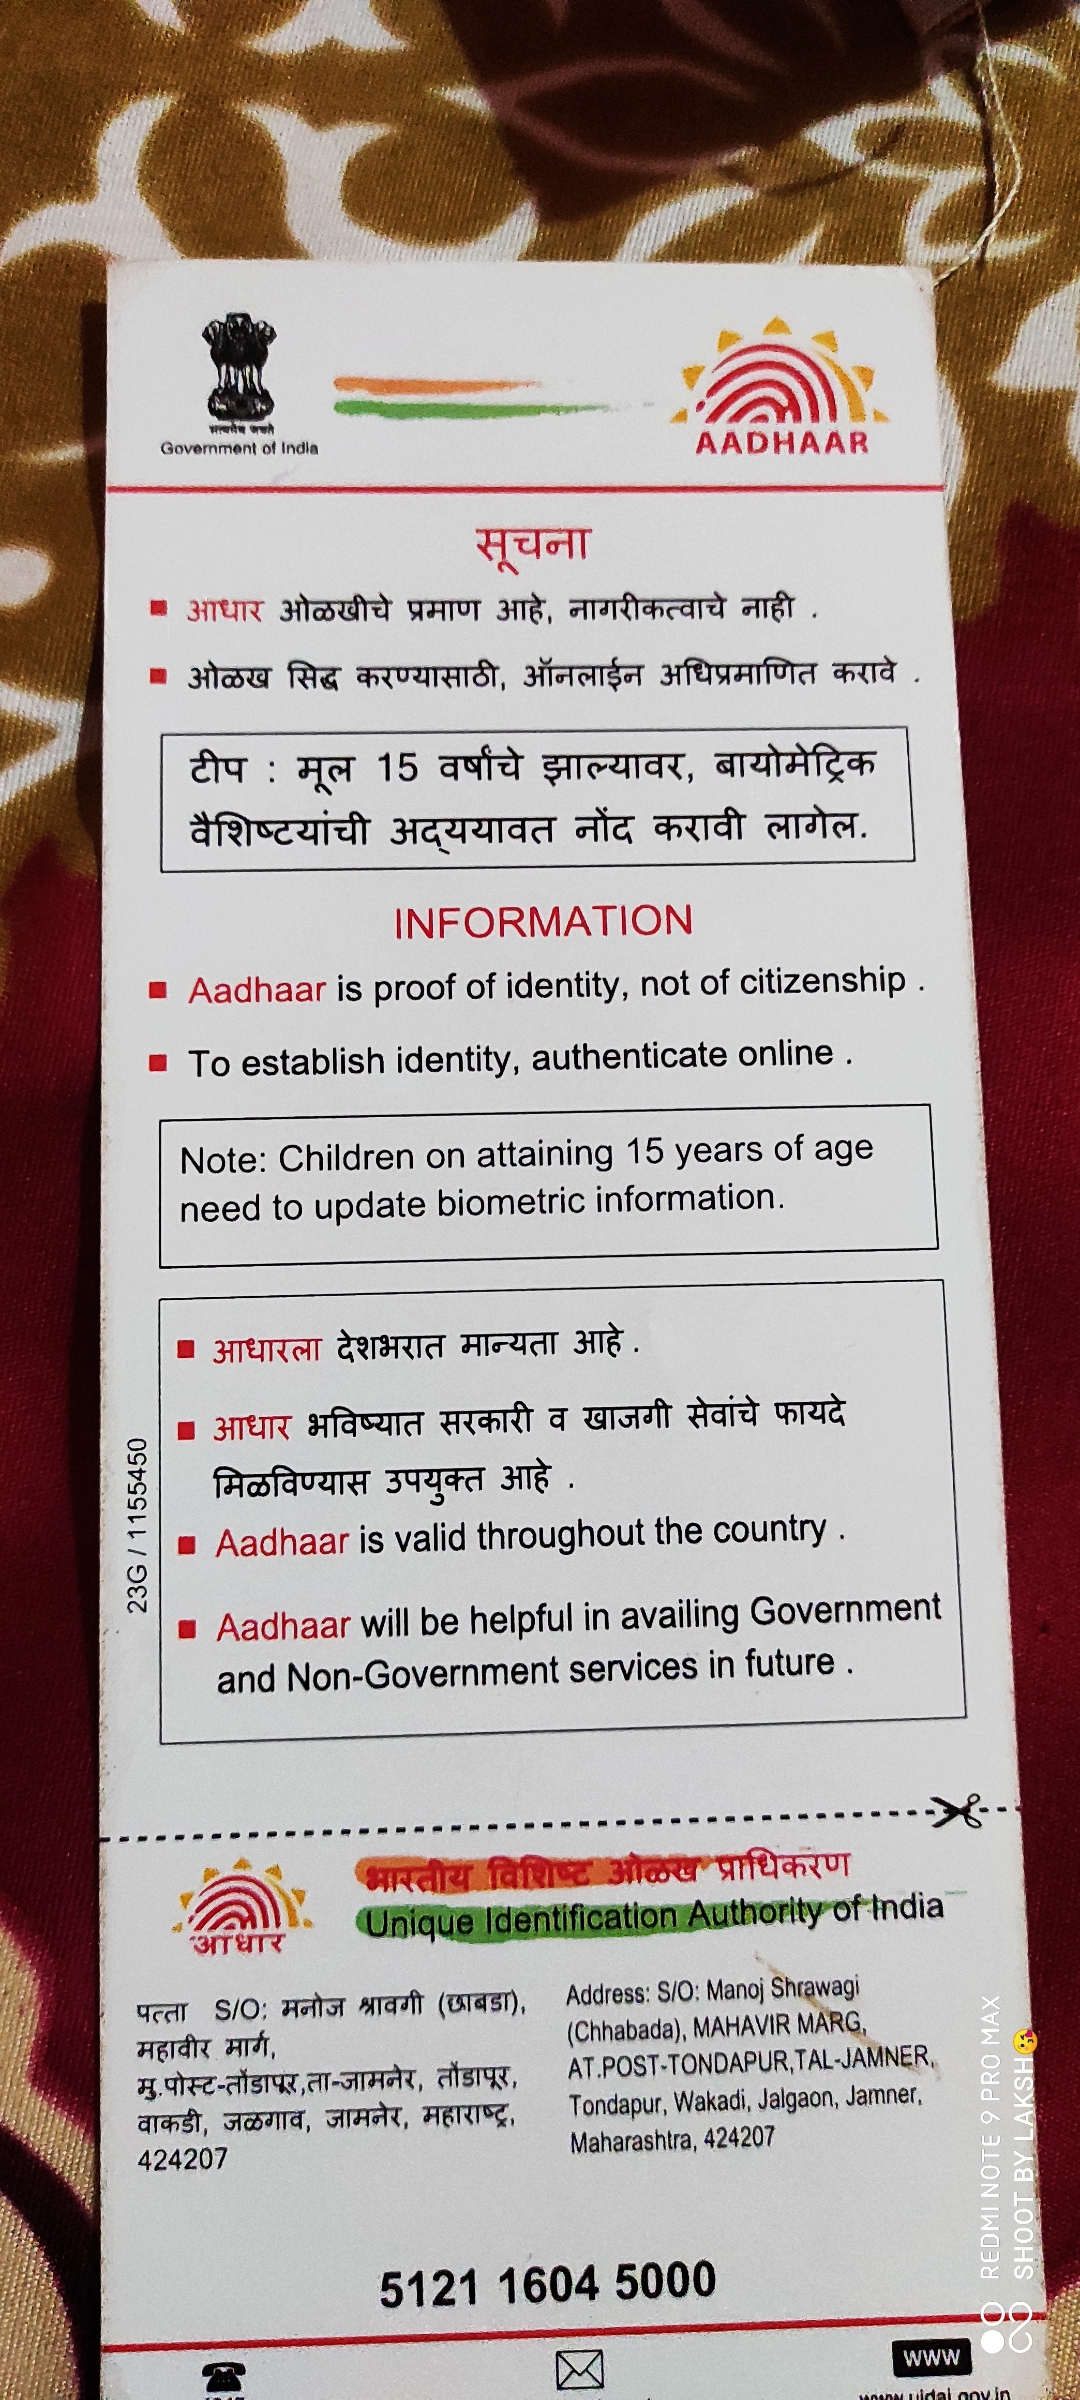 सत्यमेव जयते
Government of India
AADHAAR
सूचना
आधार ओळखीचे प्रमाण आहे, नागरीकत्वाचे नाही .
ओळख सिद्ध करण्यासाठी, ऑनलाईन अधिप्रमाणित करावे .
टीप : मूल 15 वर्षांचे झाल्यावर, बायोमेट्रिक
वैशिष्टयांची अद्ययावत नोंद करावी लागेल.
INFORMATION
Aadhaar is proof of identity, not of citizenship .
To establish identity, authenticate online .
Note: Children on attaining 15 years of age
need to update biometric information.
आधारला देशभरात मान्यता आहे .
आधार भविष्यात सरकारी व खाजगी सेवांचे फायदे
मिळविण्यास उपयुक्त आहे .
Aadhaar is valid throughout the country .
Aadhaar will be helpful in availing Government
and Non-Government services in future .
23G / 1155450
आधार
भारतीय विशिष्ट ओळख प्राधिकरण
Unique Identification Authority of India
पत्ता S/O: मनोज श्रावगी (छाबडा),
महावीर मार्ग,
मु.पोस्ट-तोंडापूर,ता-जामनेर, तोंडापूर,
वाकडी, जळगाव, जामनेर, महाराष्ट्र,
424207
Address: S/O: Manoj Shrawagi
(Chhabada), MAHAVIR MARG,
AT.POST-TONDAPUR,TAL-JAMNER,
Tondapur, Wakadi, Jalgaon, Jamner,
Maharashtra, 424207
5121 1604 5000
www
www.uidai.gov.in
REDMI NOTE 9 PRO MAX
SHOOT BY LAKSH😘